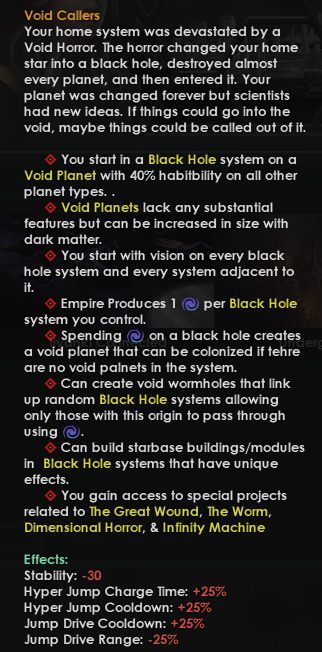 Void Callers
Your home system was devastated by a
Void Horror. The horror changed your home
star into a black hole, destroyed almost
every planet, and then entered it. Your
planet was changed forever but scientists
had new ideas. If things could go into the
void, maybe things could be called out of it.
You start in a Black Hole system on a
Void Planet with 40% habitbility on all other
planet types. .
Void Planets lack any substantial
features but can be increased in size with
dark matter.
You start with vision on every black
hole system and every system adjacent to
it.
Empire Produces 1 per Black Hole
system you control.
Spending on a black hole creates
a void planet that can be colonized if tehre
are no void palnets in the system.
Can create void wormholes that link
up random Black Hole systems allowing
only those with this origin to pass through
using .
Can build starbase buildings/modules
in Black Hole systems that have unique
effects.
You gain access to special projects
related to The Great Wound, The Worm,
Dimensional Horror, & Infinity Machine
Effects:
Stability: -30
Hyper Jump Charge Time: +25%
Hyper Jump Cooldown: +25%
Jump Drive Cooldown: +25%
Jump Drive Range: -25%